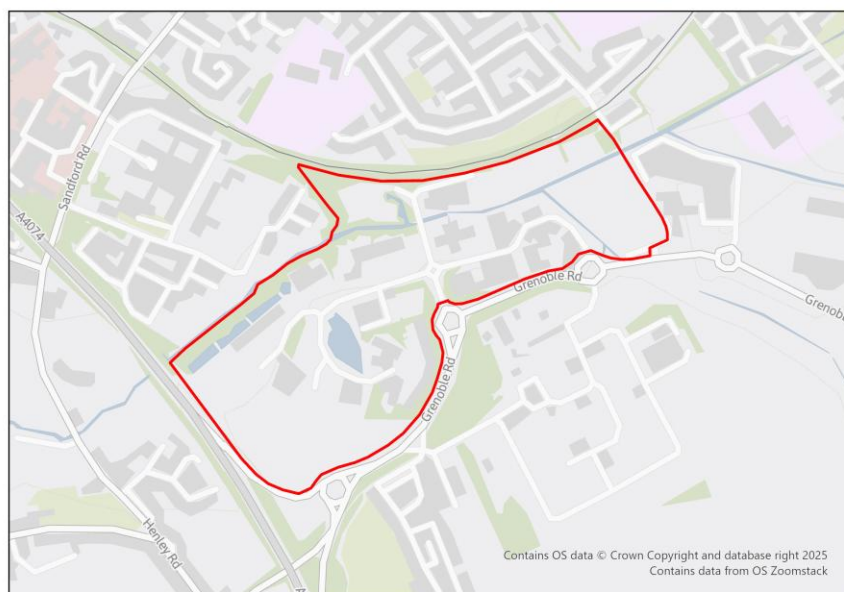 Sandford Rd
A4074
Grenoble Rd
Grenoble
Grenoble Rd
Henley Rd
A
Contains OS data © Crown Copyright and database right 2025
Contains data from OS Zoomstack